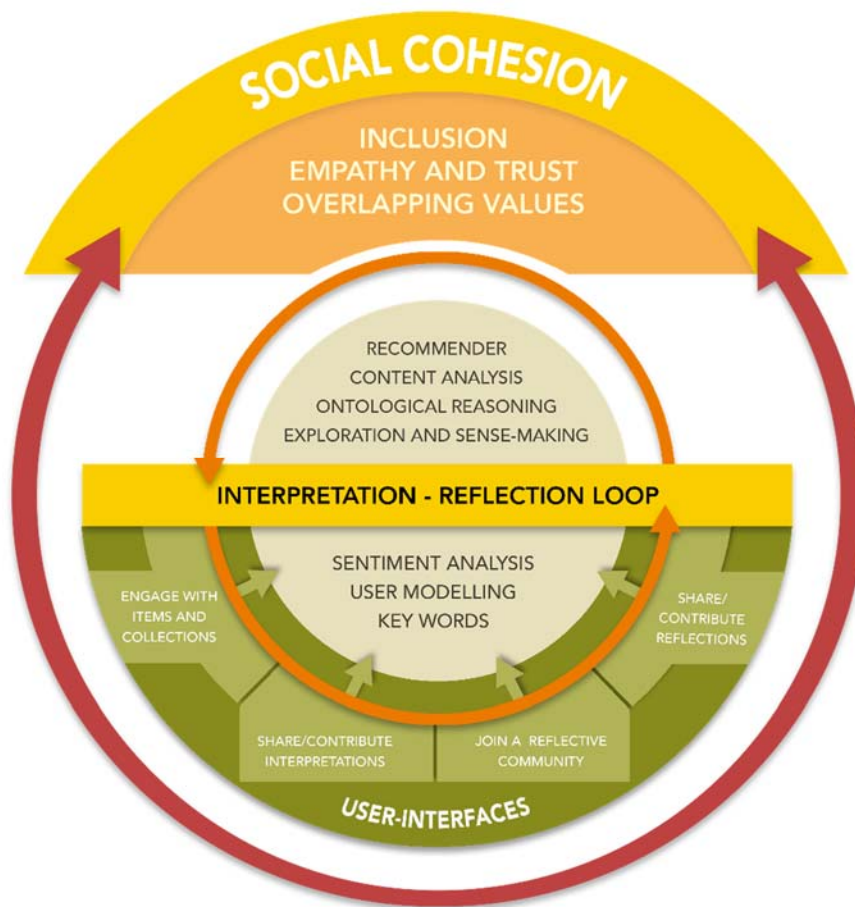 SOCIAL COHESION
INCLUSION
EMPATHY AND TRUST
OVERLAPPING VALUES
RECOMMENDER
CONTENT ANALYSIS
ONTOLOGICAL REASONING
EXPLORATION AND SENSE-MAKING
INTERPRETATION - REFLECTION LOOP
SENTIMENT ANALYSIS
USER MODELLING
KEY WORDS
ENGAGE WITH
ITEMS AND
COLLECTIONS
SHARE/
CONTRIBUTE
REFLECTIONS
SHARE/CONTRIBUTE
INTERPRETATIONS
JOIN A REFLECTIVE
COMMUNITY
USER-INTERFACES